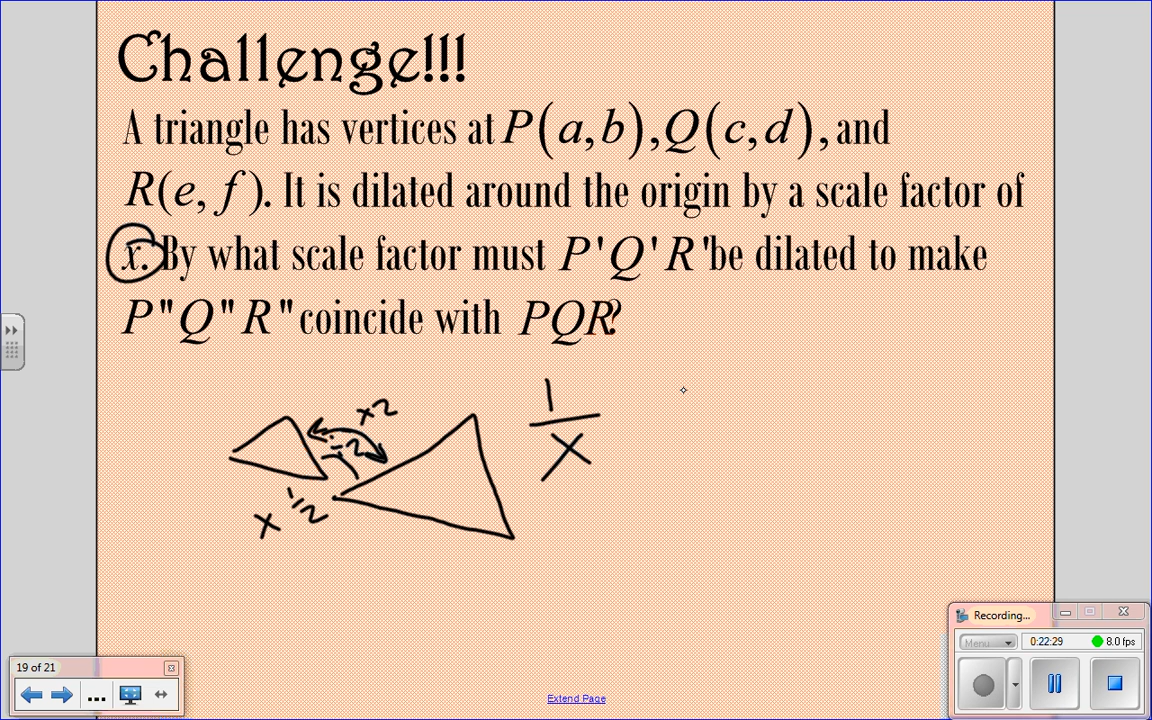 Challenge!!!
A triangle has vertices at P(a,b),Q(c,d), and
R(e, f). It is dilated around the origin by a scale factor of
x. By what scale factor must P'Q'R' be dilated to make
P"Q"R" coincide with PQR?
x2
÷2
x 1/2
1/x
Recording...
Menu
0:22:29
8.0 fps
19 of 21
...
Extend Page